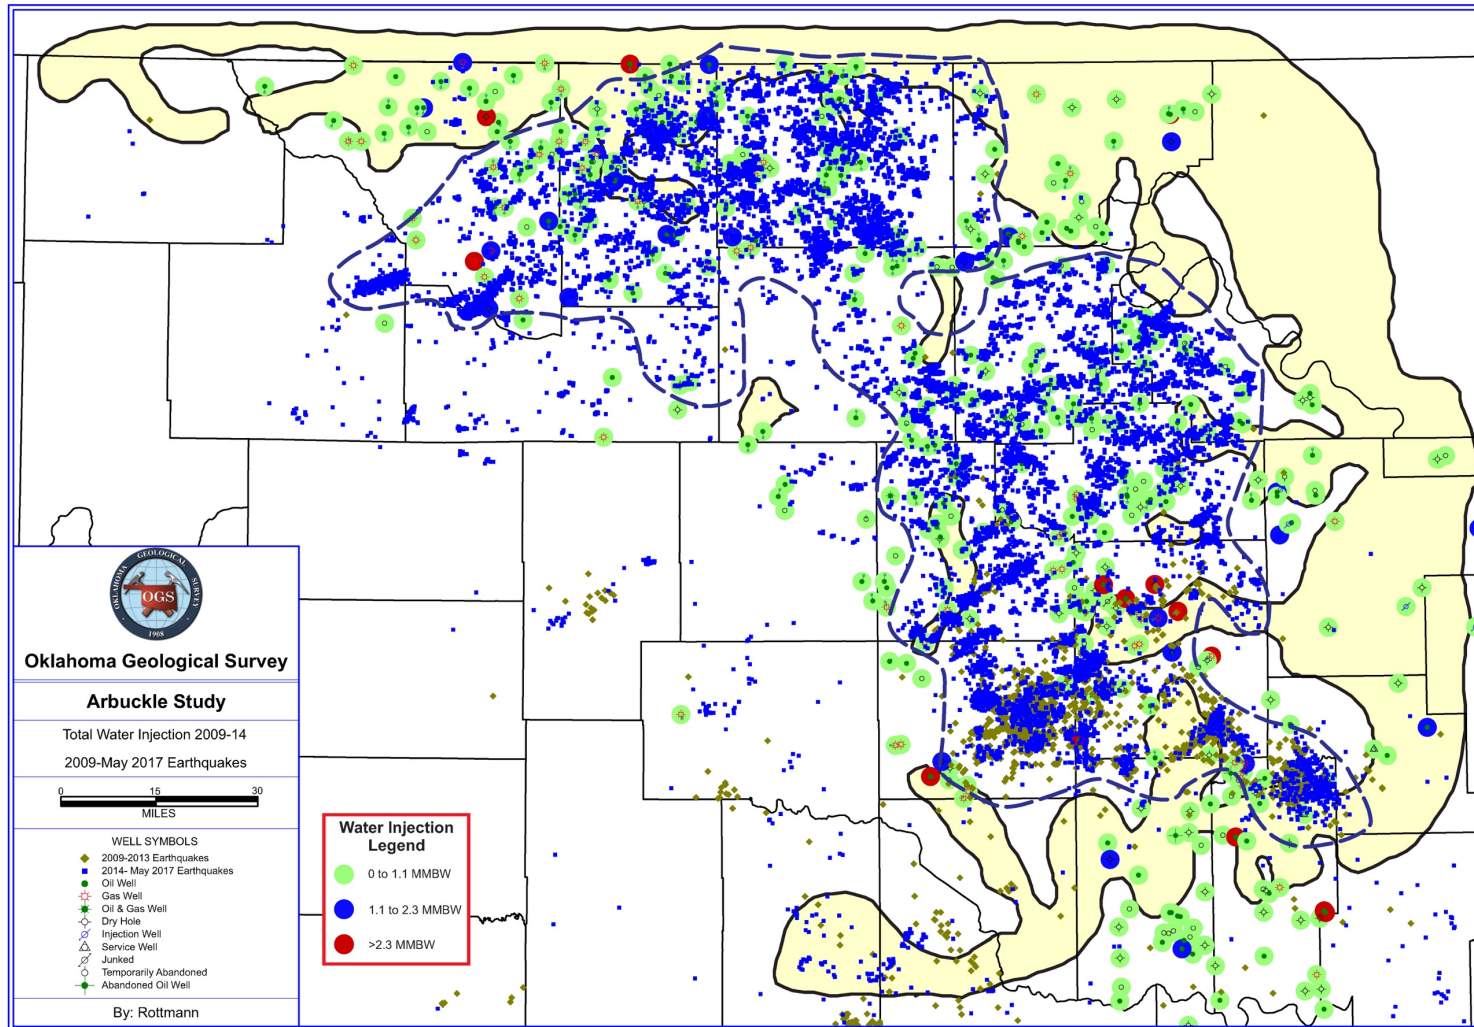 OKLAHOMA GEOLOGICAL SURVEY
OGS
1908
Oklahoma Geological Survey
Arbuckle Study
Total Water Injection 2009-14
2009-May 2017 Earthquakes
0 15 30
MILES
WELL SYMBOLS
2009-2013 Earthquakes
2014- May 2017 Earthquakes
Oil Well
Gas Well
Oil & Gas Well
Dry Hole
Injection Well
Service Well
Junked
Temporarily Abandoned
Abandoned Oil Well
By: Rottmann
Water Injection
Legend
0 to 1.1 MMBW
1.1 to 2.3 MMBW
>2.3 MMBW